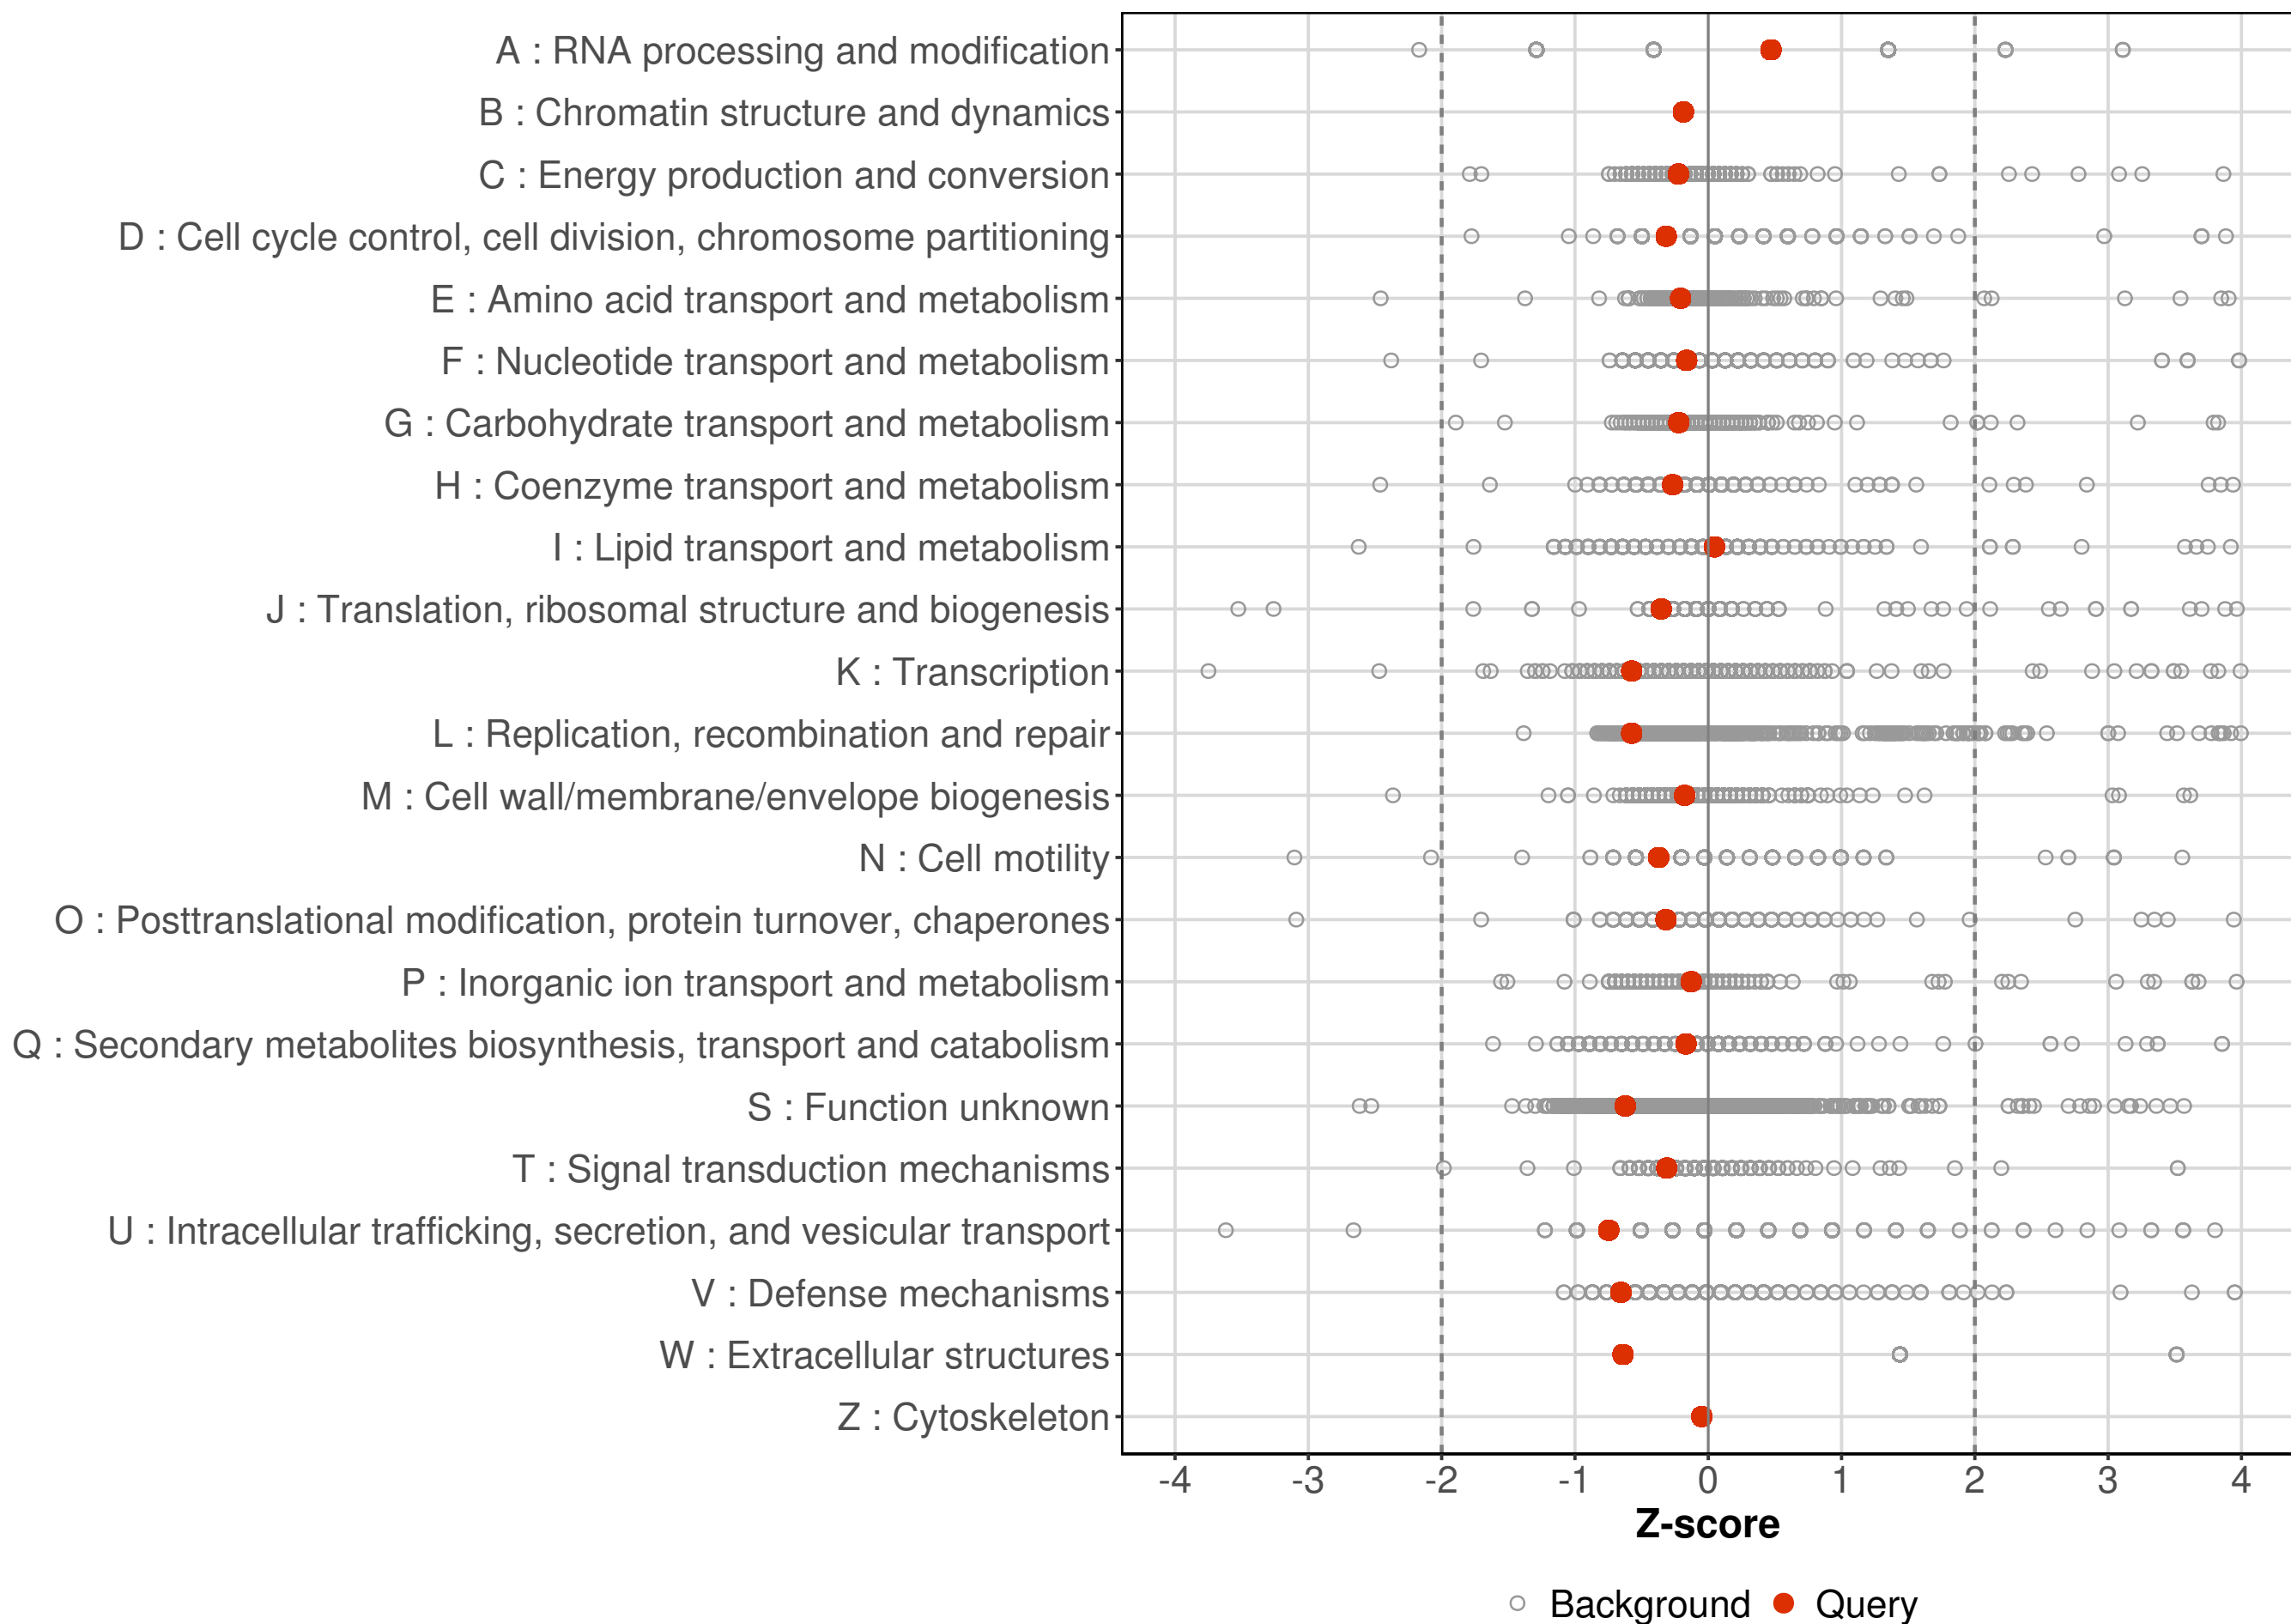 A : RNA processing and modification
B : Chromatin structure and dynamics
C : Energy production and conversion
D : Cell cycle control, cell division, chromosome partitioning
E : Amino acid transport and metabolism
F : Nucleotide transport and metabolism
G : Carbohydrate transport and metabolism
H : Coenzyme transport and metabolism
I : Lipid transport and metabolism
J : Translation, ribosomal structure and biogenesis
K : Transcription
L : Replication, recombination and repair
M : Cell wall/membrane/envelope biogenesis
N : Cell motility
O : Posttranslational modification, protein turnover, chaperones
P : Inorganic ion transport and metabolism
Q : Secondary metabolites biosynthesis, transport and catabolism
S : Function unknown
T : Signal transduction mechanisms
U : Intracellular trafficking, secretion, and vesicular transport
V : Defense mechanisms
W : Extracellular structures
Z : Cytoskeleton
-4 -3 -2 -1 0 1 2 3 4
Z-score
Background Query